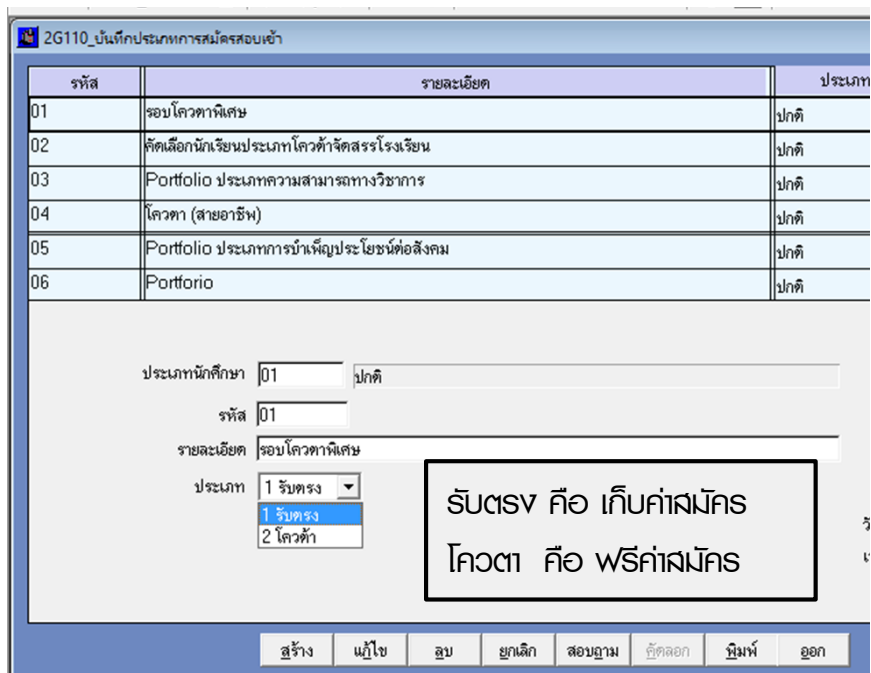 2G110_บันทึกประเภทการสมัครสอบเข้า
รหัส รายละเอียด ประเภท
01 รอบโควตาพิเศษ ปกติ
02 คัดเลือกนักเรียนประเภทโควต้าจัดสรรโรงเรียน ปกติ
03 Portfolio ประเภทความสามารถทางวิชาการ ปกติ
04 โควตา (สายอาชีพ) ปกติ
05 Portfolio ประเภทการบำเพ็ญประโยชน์ต่อสังคม ปกติ
06 Portforio ปกติ
ประเภทนักศึกษา 01 ปกติ
รหัส 01
รายละเอียด รอบโควตาพิเศษ
ประเภท 1 รับตรง
1 รับตรง
2 โควต้า
รับตรง คือ เก็บค่าสมัคร
โควตา คือ ฟรีค่าสมัคร
สร้าง แก้ไข ลบ ยกเลิก สอบถาม คัดลอก พิมพ์ ออก